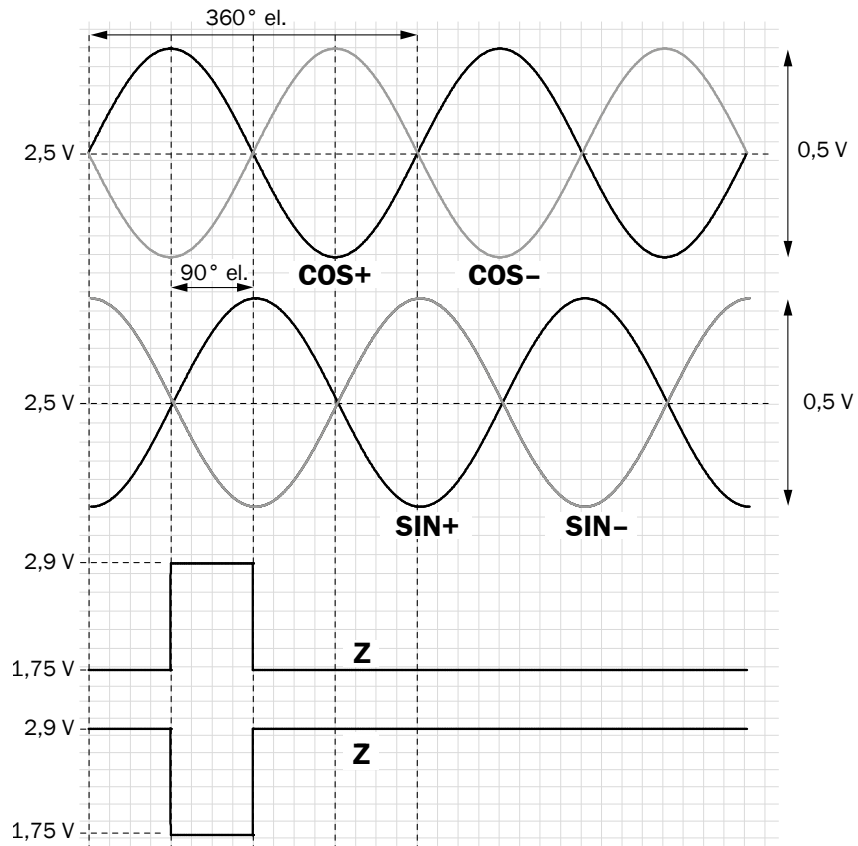 360° el.
2,5 V
0,5 V
90° el.
COS+
COS–
2,5 V
0,5 V
SIN+
SIN–
2,9 V
Z
1,75 V
2,9 V
Z
1,75 V